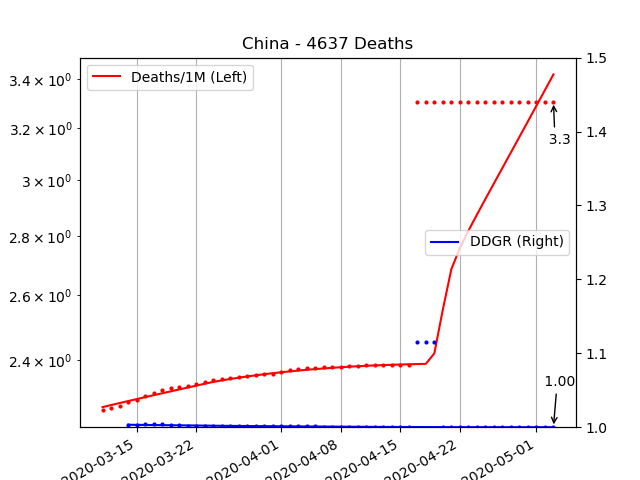 China - 4637 Deaths
Deaths/1M (Left)
DDGR (Right)
3.4 × 10⁰
3.2 × 10⁰
3 × 10⁰
2.8 × 10⁰
2.6 × 10⁰
2.4 × 10⁰
1.5
1.4
1.3
1.2
1.1
1.0
3.3
1.00
2020-03-15
2020-03-22
2020-04-01
2020-04-08
2020-04-15
2020-04-22
2020-05-01